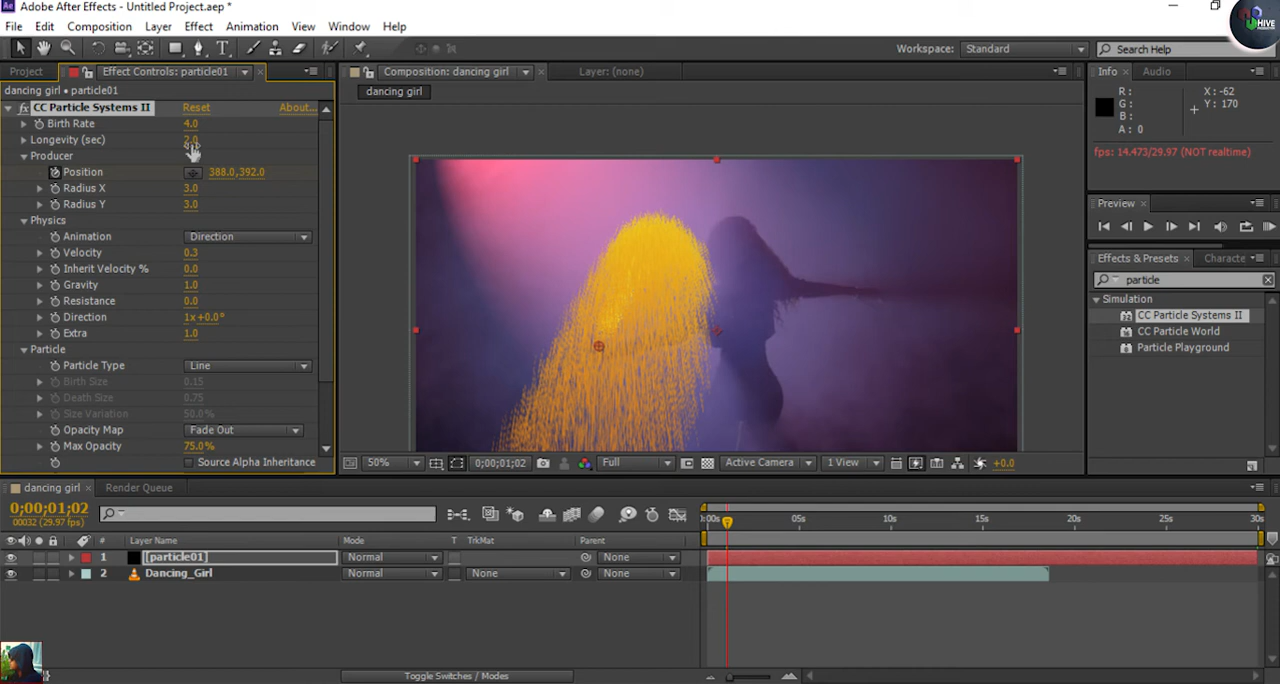 Adobe After Effects - Untitled Project.aep *
HIVE
File Edit Composition Layer Effect Animation View Window Help
Workspace: Standard Search Help
Project Effect Controls: particle01 Composition: dancing girl Layer: (none) Info Audio
dancing girl • particle01 dancing girl
CC Particle Systems II Reset About...
Birth Rate 4.0
Longevity (sec) 2.0
Producer
Position 388.0,392.0
Radius X 3.0
Radius Y 3.0
Physics
Animation Direction
Velocity 0.3
Inherit Velocity % 0.0
Gravity 1.0
Resistance 0.0
Direction 1x+0.0°
Extra 1.0
Particle
Particle Type Line
Birth Size 0.15
Death Size 0.75
Size Variation 50.0%
Opacity Map Fade Out
Max Opacity 75.0%
Source Alpha Inheritance
R : X : -62
G : Y : 170
B :
A : 0
fps: 14.473/29.97 (NOT realtime)
Preview
Effects & Presets Characte
particle
Simulation
CC Particle Systems II
CC Particle World
Particle Playground
50% 0;00;01;02 Full Active Camera 1 View +0.0
dancing girl Render Queue
0;00;01;02
00032 (29.97 fps)
:00s 05s 10s 15s 20s 25s 30s
# Layer Name Mode T TrkMat Parent
1 [particle01] Normal None
2 Dancing_Girl Normal None None
Toggle Switches / Modes